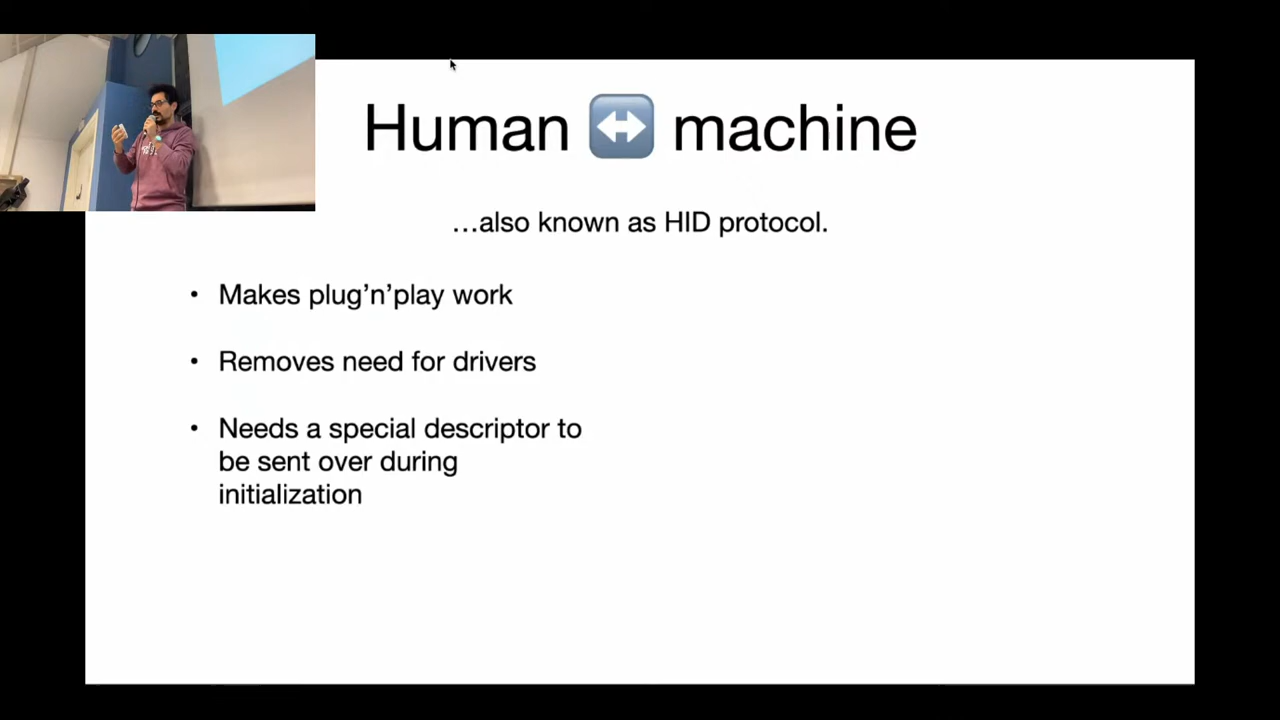 Human ↔️ machine
…also known as HID protocol.
• Makes plug’n’play work
• Removes need for drivers
• Needs a special descriptor to
be sent over during
initialization